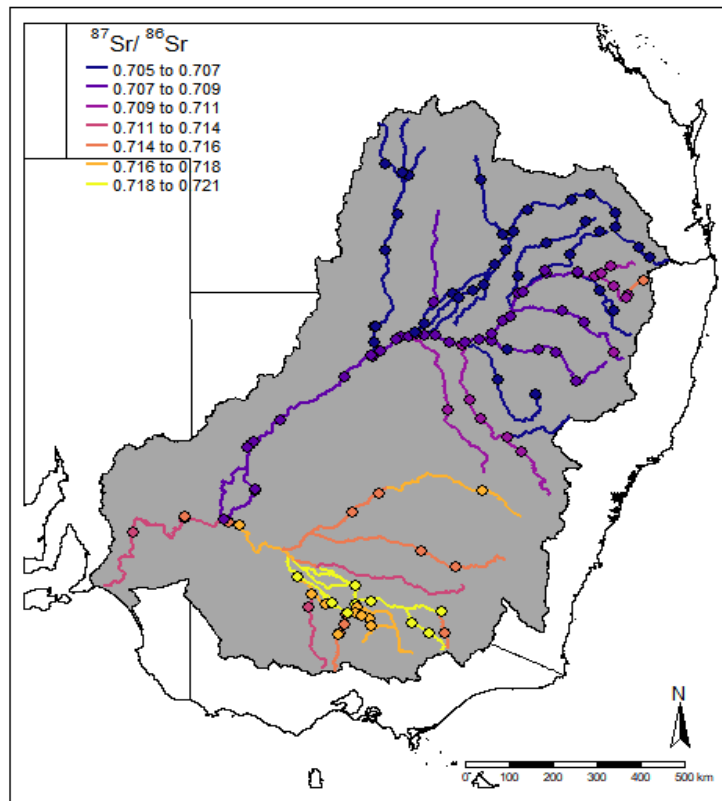 ⁸⁷Sr/ ⁸⁶Sr
0.705 to 0.707
0.707 to 0.709
0.709 to 0.711
0.711 to 0.714
0.714 to 0.716
0.716 to 0.718
0.718 to 0.721
N
0 100 200 300 400 500 km